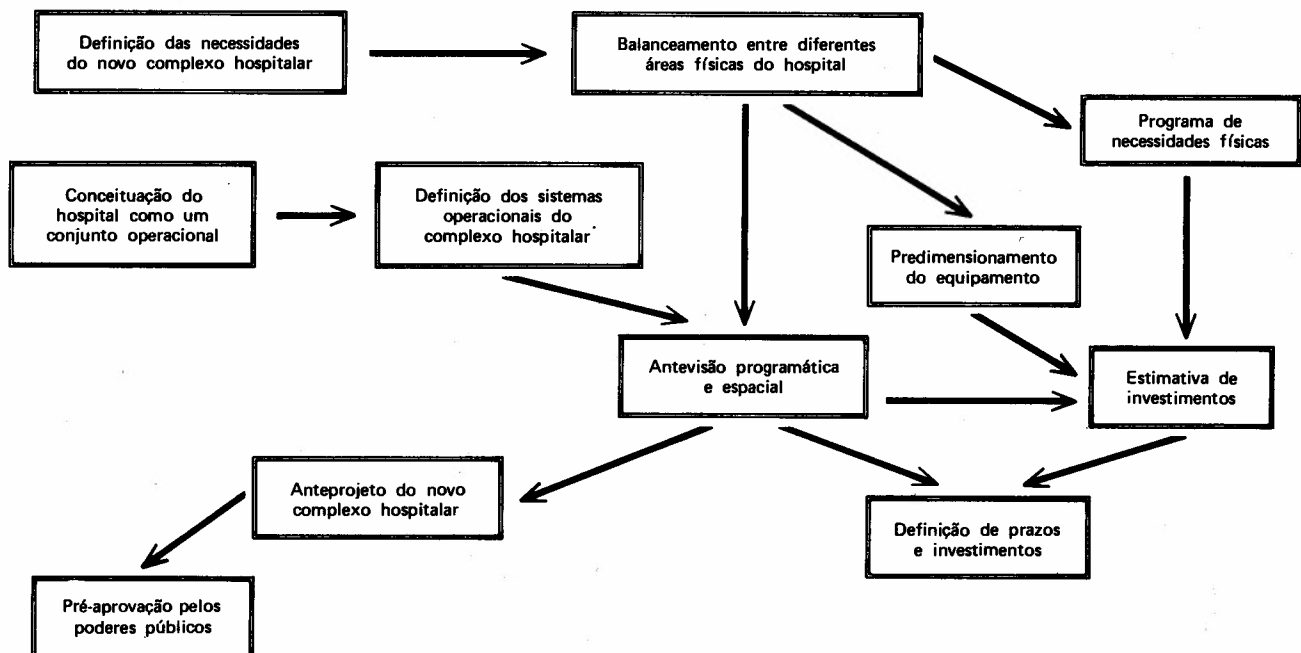 Definição das necessidades
do novo complexo hospitalar
Balanceamento entre diferentes
áreas físicas do hospital
Programa de
necessidades físicas
Conceituação do
hospital como um
conjunto operacional
Definição dos sistemas
operacionais do
complexo hospitalar
Predimensionamento
do equipamento
Antevisão programática
e espacial
Estimativa de
investimentos
Anteprojeto do novo
complexo hospitalar
Definição de prazos
e investimentos
Pré-aprovação pelos
poderes públicos